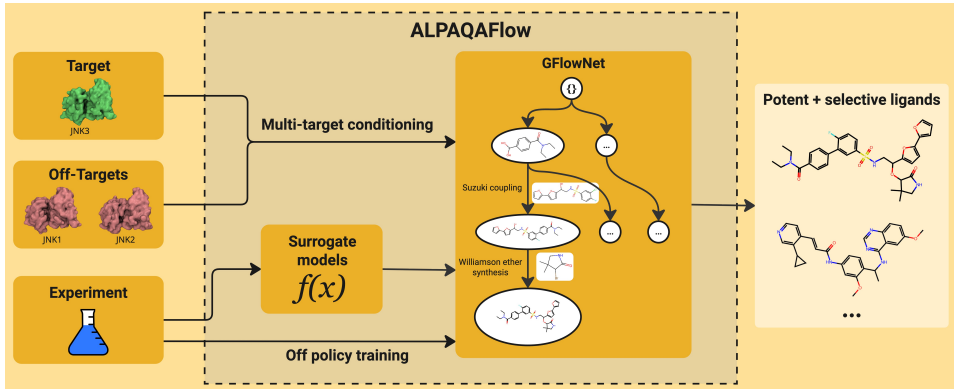 ALPAQAFlow
Target
JNK3
Off-Targets
JNK1
JNK2
Experiment
Multi-target conditioning
Surrogate
models
f(x)
Off policy training
GFlowNet
{}
...
Suzuki coupling
...
...
Williamson ether
synthesis
Potent + selective ligands
...